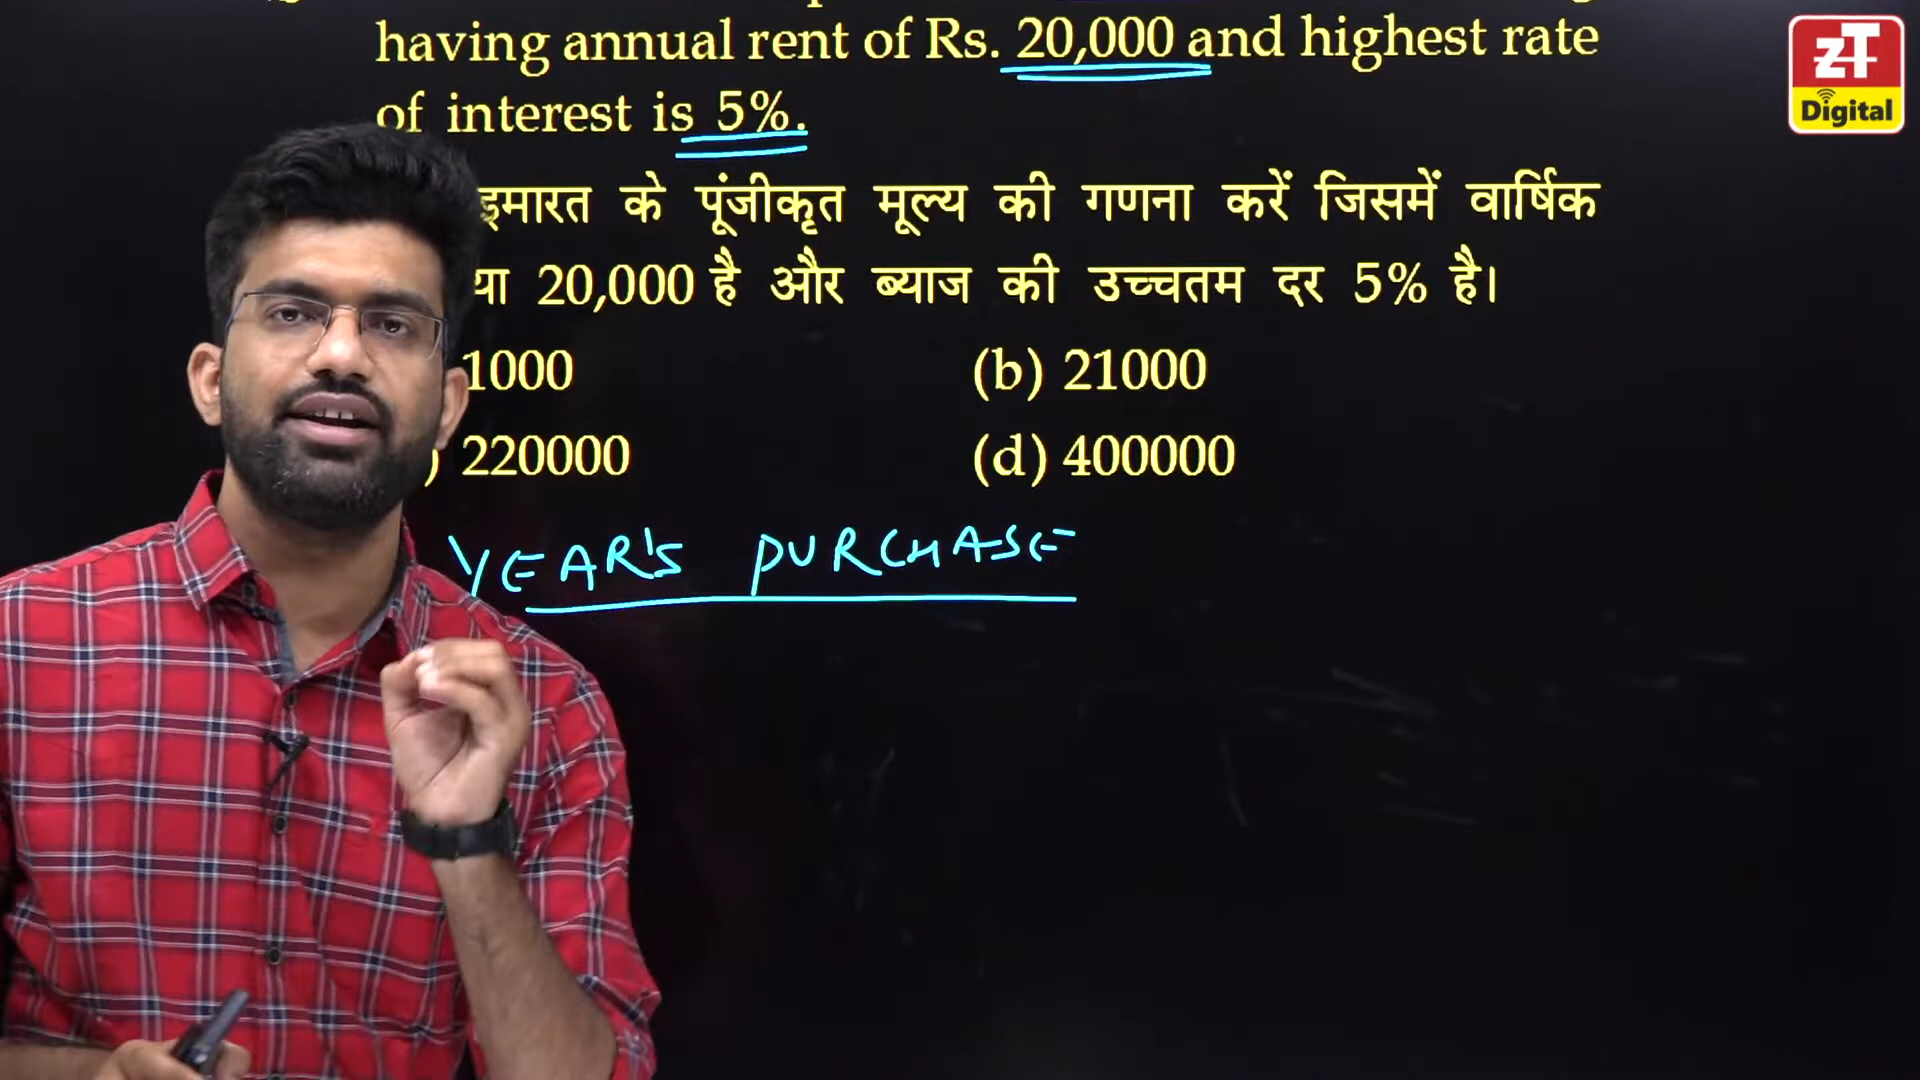 having annual rent of Rs. 20,000 and highest rate
of interest is 5%.
इमारत के पूंजीकृत मूल्य की गणना करें जिसमें वार्षिक
20,000 है और ब्याज की उच्चतम दर 5% है।
1000 (b) 21000
) 220000 (d) 400000
YEAR'S PURCHASE
ZT
Digital